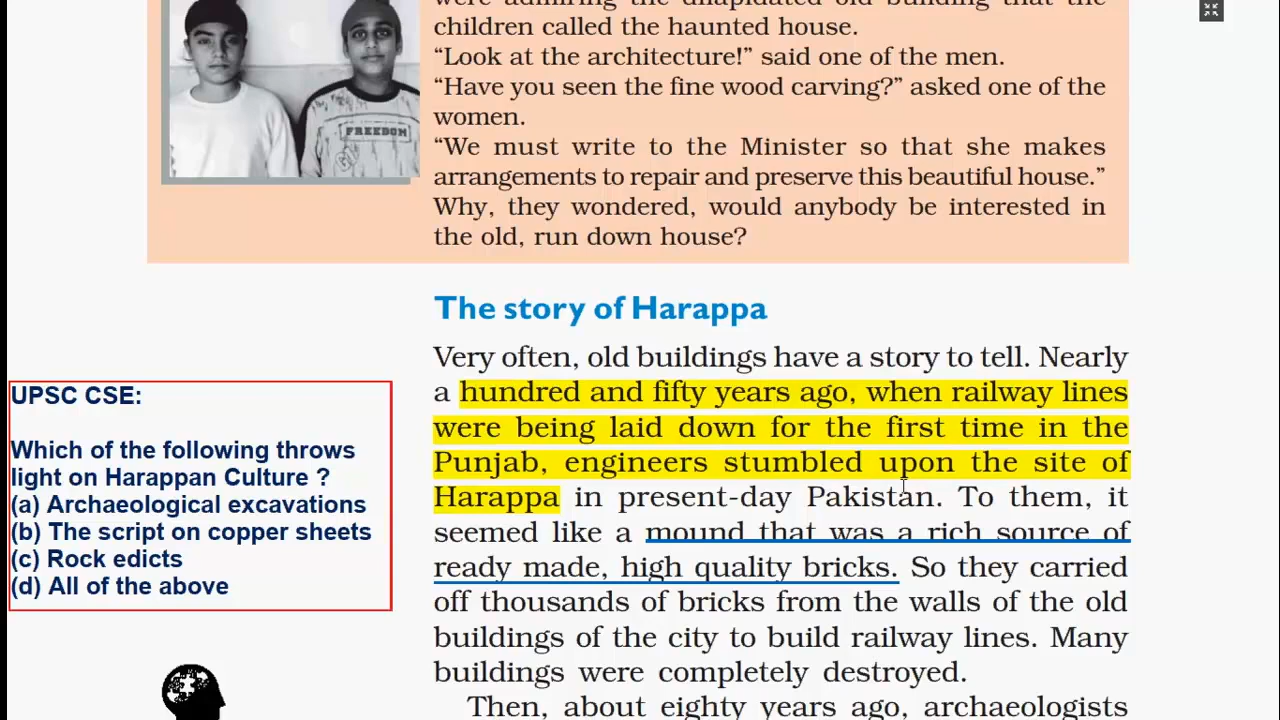 were admiring the dilapidated old building that the
children called the haunted house.
“Look at the architecture!” said one of the men.
“Have you seen the fine wood carving?” asked one of the
women.
“We must write to the Minister so that she makes
arrangements to repair and preserve this beautiful house.”
Why, they wondered, would anybody be interested in
the old, run down house?
FREEDOM
The story of Harappa
Very often, old buildings have a story to tell. Nearly
a hundred and fifty years ago, when railway lines
were being laid down for the first time in the
Punjab, engineers stumbled upon the site of
Harappa in present-day Pakistan. To them, it
seemed like a mound that was a rich source of
ready made, high quality bricks. So they carried
off thousands of bricks from the walls of the old
buildings of the city to build railway lines. Many
buildings were completely destroyed.
Then, about eighty years ago, archaeologists
UPSC CSE:
Which of the following throws
light on Harappan Culture ?
(a) Archaeological excavations
(b) The script on copper sheets
(c) Rock edicts
(d) All of the above